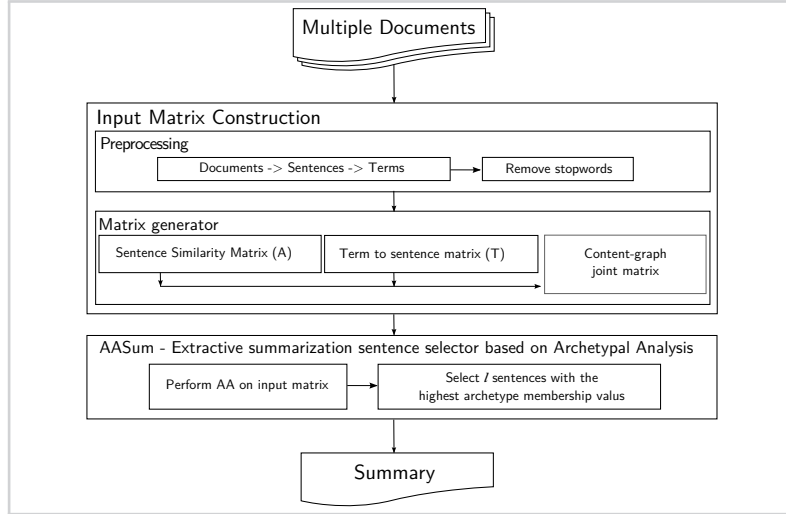 Multiple Documents
Input Matrix Construction
Preprocessing
Documents -> Sentences -> Terms
Remove stopwords
Matrix generator
Sentence Similarity Matrix (A)
Term to sentence matrix (T)
Content-graph
joint matrix
AASum - Extractive summarization sentence selector based on Archetypal Analysis
Perform AA on input matrix
Select l sentences with the
highest archetype membership valus
Summary